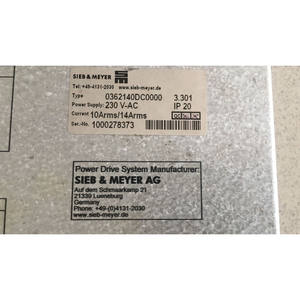 SIEB & MEYER
Tel.: +49-4131-2030 www.sieb-meyer.de
Type 0362140DC0000 3.301
Power Supply: 230 V-AC IP 20
Current 10Arms/14Arms
Ser.-No. 1000278373
Power Drive System Manufacturer:
SIEB & MEYER AG
Auf dem Schmaarkamp 21
21339 Lueneburg
Germany
Phone: +49-(0)4131-2030
www.sieb-meyer.de